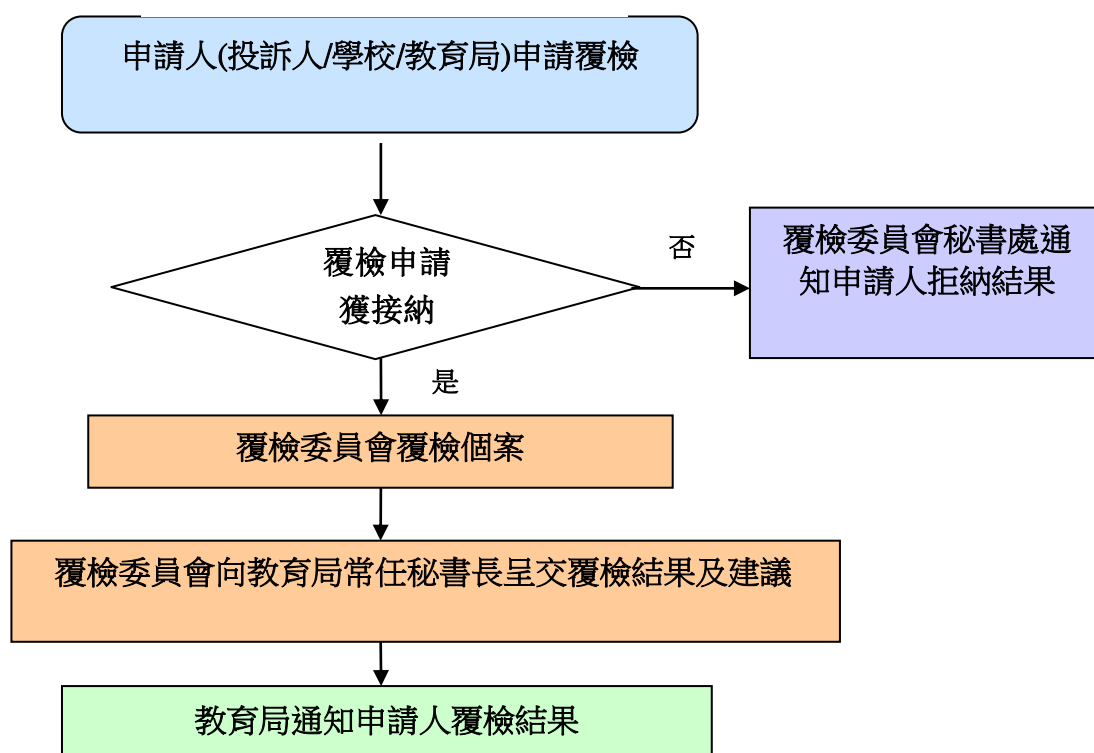 申請人(投訴人/學校/教育局)申請覆檢
覆檢申請
獲接納
否
覆檢委員會秘書處通
知申請人拒納結果
是
覆檢委員會覆檢個案
覆檢委員會向教育局常任秘書長呈交覆檢結果及建議
教育局通知申請人覆檢結果